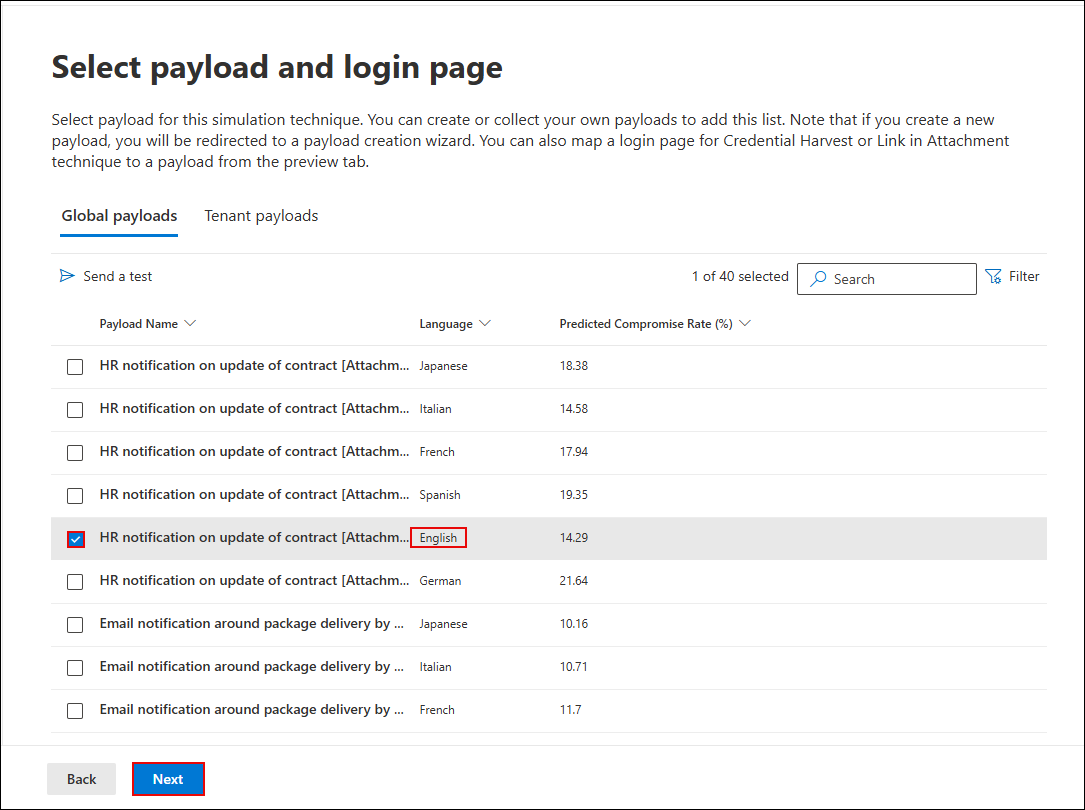 Select payload and login page
Select payload for this simulation technique. You can create or collect your own payloads to add this list. Note that if you create a new
payload, you will be redirected to a payload creation wizard. You can also map a login page for Credential Harvest or Link in Attachment
technique to a payload from the preview tab.
Global payloads Tenant payloads
Send a test 1 of 40 selected Search Filter
Payload Name Language Predicted Compromise Rate (%)
HR notification on update of contract [Attachm... Japanese 18.38
HR notification on update of contract [Attachm... Italian 14.58
HR notification on update of contract [Attachm... French 17.94
HR notification on update of contract [Attachm... Spanish 19.35
HR notification on update of contract [Attachm... English 14.29
HR notification on update of contract [Attachm... German 21.64
Email notification around package delivery by ... Japanese 10.16
Email notification around package delivery by ... Italian 10.71
Email notification around package delivery by ... French 11.7
Back Next